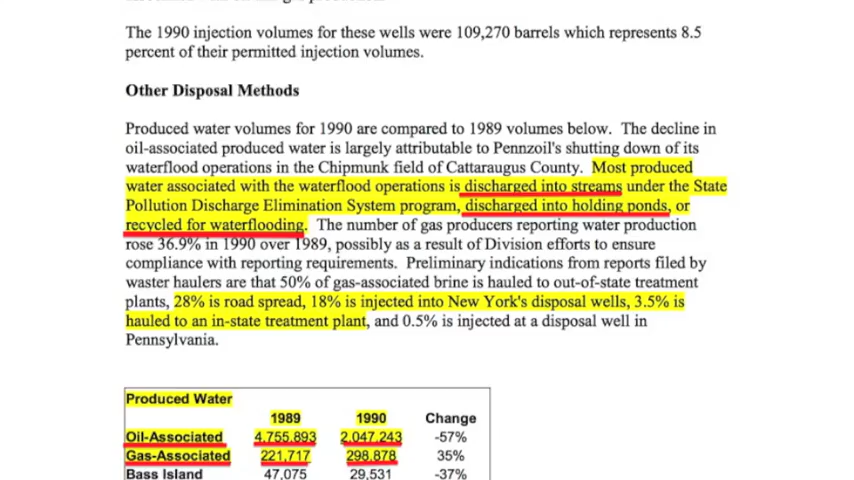 The 1990 injection volumes for these wells were 109,270 barrels which represents 8.5
percent of their permitted injection volumes.
Other Disposal Methods
Produced water volumes for 1990 are compared to 1989 volumes below. The decline in
oil-associated produced water is largely attributable to Pennzoil's shutting down of its
waterflood operations in the Chipmunk field of Cattaraugus County. Most produced
water associated with the waterflood operations is discharged into streams under the State
Pollution Discharge Elimination System program, discharged into holding ponds, or
recycled for waterflooding. The number of gas producers reporting water production
rose 36.9% in 1990 over 1989, possibly as a result of Division efforts to ensure
compliance with reporting requirements. Preliminary indications from reports filed by
waster haulers are that 50% of gas-associated brine is hauled to out-of-state treatment
plants, 28% is road spread, 18% is injected into New York's disposal wells, 3.5% is
hauled to an in-state treatment plant, and 0.5% is injected at a disposal well in
Pennsylvania.
Produced Water
1989 1990 Change
Oil-Associated 4,755,893 2,047,243 -57%
Gas-Associated 221,717 298,878 35%
Bass Island 47,075 29,531 -37%